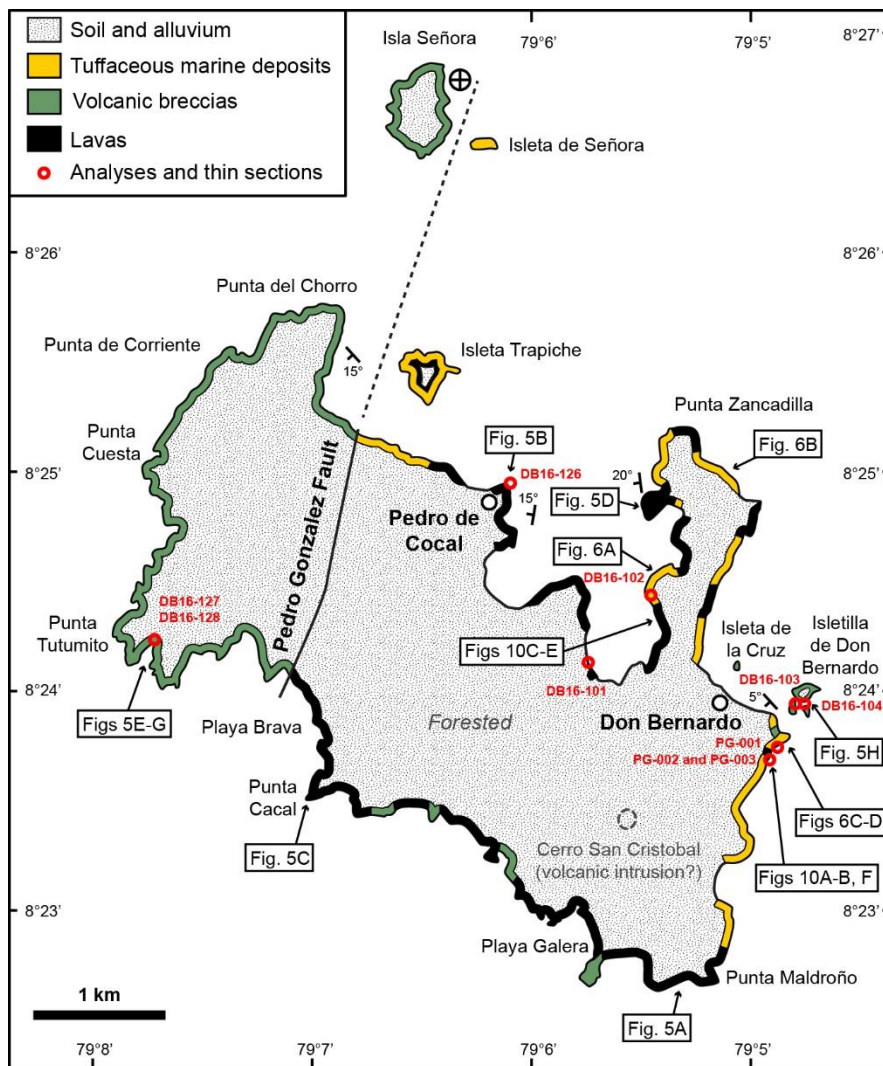 Soil and alluvium
Tuffaceous marine deposits
Volcanic breccias
Lavas
Analyses and thin sections
Isla Señora
79°6'
79°5'
8°27'
Isleta de Señora
8°26'
8°26'
Punta del Chorro
Punta de Corriente
Isleta Trapiche
15°
Punta Zancadilla
Punta
Cuesta
Fig. 5B
Fig. 6B
8°25'
DB16-126
20°
8°25'
Pedro Gonzalez Fault
Pedro de
Cocal
15°
Fig. 5D
Fig. 6A
DB16-102
DB16-127
DB16-128
Punta
Tutumito
Isleta de
la Cruz
Isletilla
de Don
Bernardo
Figs 10C-E
DB16-103
8°24'
DB16-101
5°
8°24'
DB16-104
Figs 5E-G
Playa Brava
Forested
Don Bernardo
PG-001
Fig. 5H
PG-002 and PG-003
Punta
Cacal
Figs 6C-D
Fig. 5C
Cerro San Cristobal
(volcanic intrusion?)
Figs 10A-B, F
8°23'
8°23'
Playa Galera
Punta Maldroño
1 km
Fig. 5A
79°8'
79°7'
79°6'
79°5'